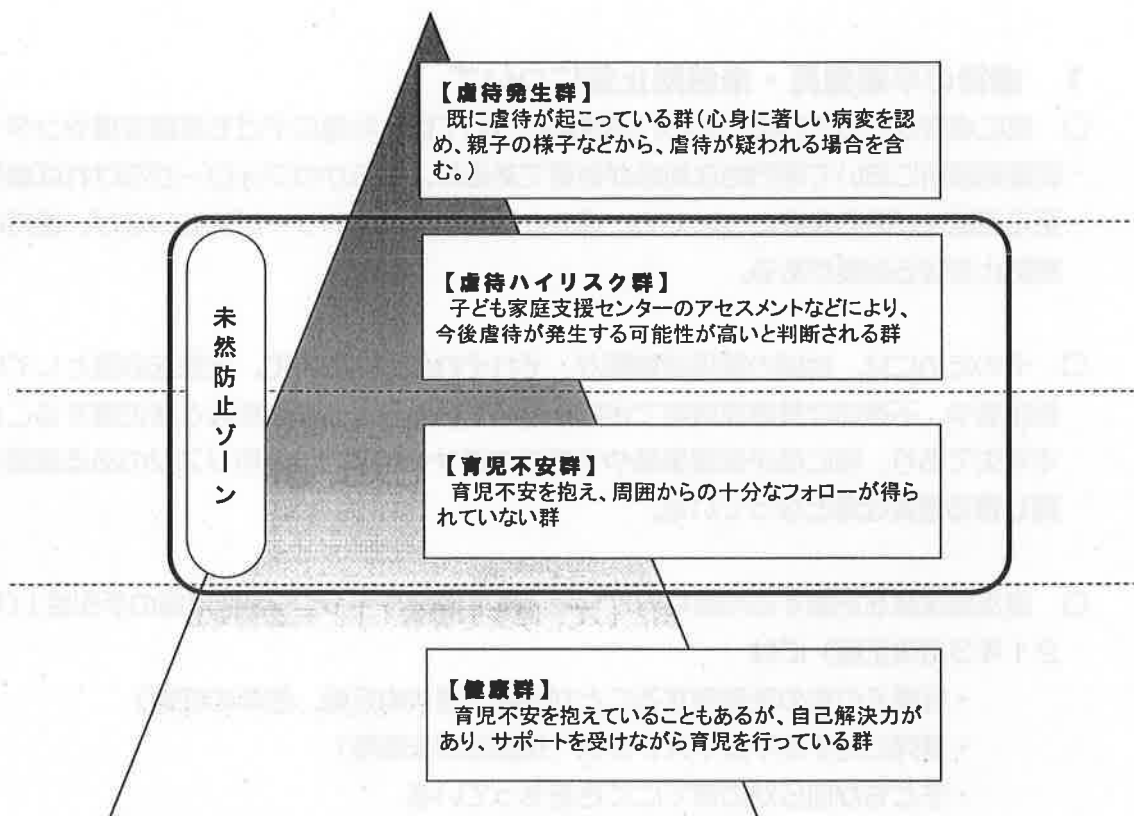 【虐待発生群】
既に虐待が起こっている群(心身に著しい病変を認
め、親子の様子などから、虐待が疑われる場合を含
む。)
未然防止ゾーン
【虐待ハイリスク群】
子ども家庭支援センターのアセスメントなどにより、
今後虐待が発生する可能性が高いと判断される群
【育児不安群】
育児不安を抱え、周囲からの十分なフォローが得ら
れていない群
【健康群】
育児不安を抱えていることもあるが、自己解決力が
あり、サポートを受けながら育児を行っている群